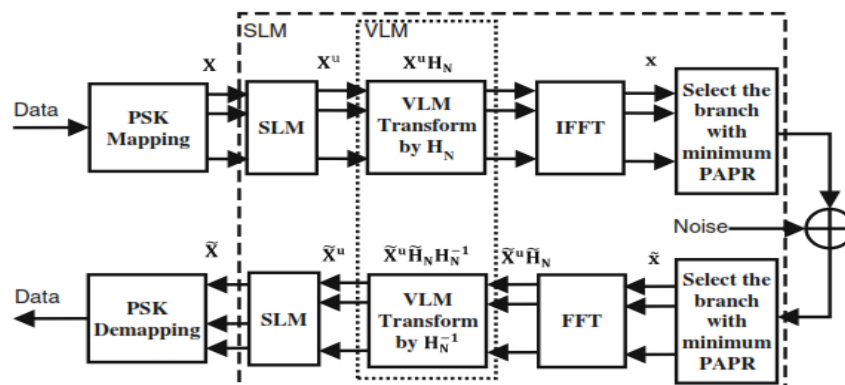 SLM
VLM
X
X^u
X^u H_N
x
Data
PSK
Mapping
SLM
VLM
Transform
by H_N
IFFT
Select the
branch
with
minimum
PAPR
Noise
X̃
X̃^u
X̃^u H̃_N H_N^{-1}
X̃^u H̃_N
x̃
Data
PSK
Demapping
SLM
VLM
Transform
by H_N^{-1}
FFT
Select the
branch
with
minimum
PAPR